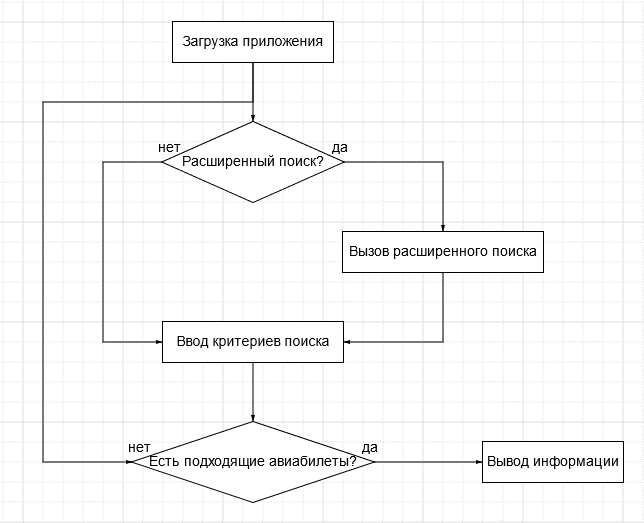 Загрузка приложения
нет
да
Расширенный поиск?
Вызов расширенного поиска
Ввод критериев поиска
нет
да
Есть подходящие авиабилеты?
Вывод информации